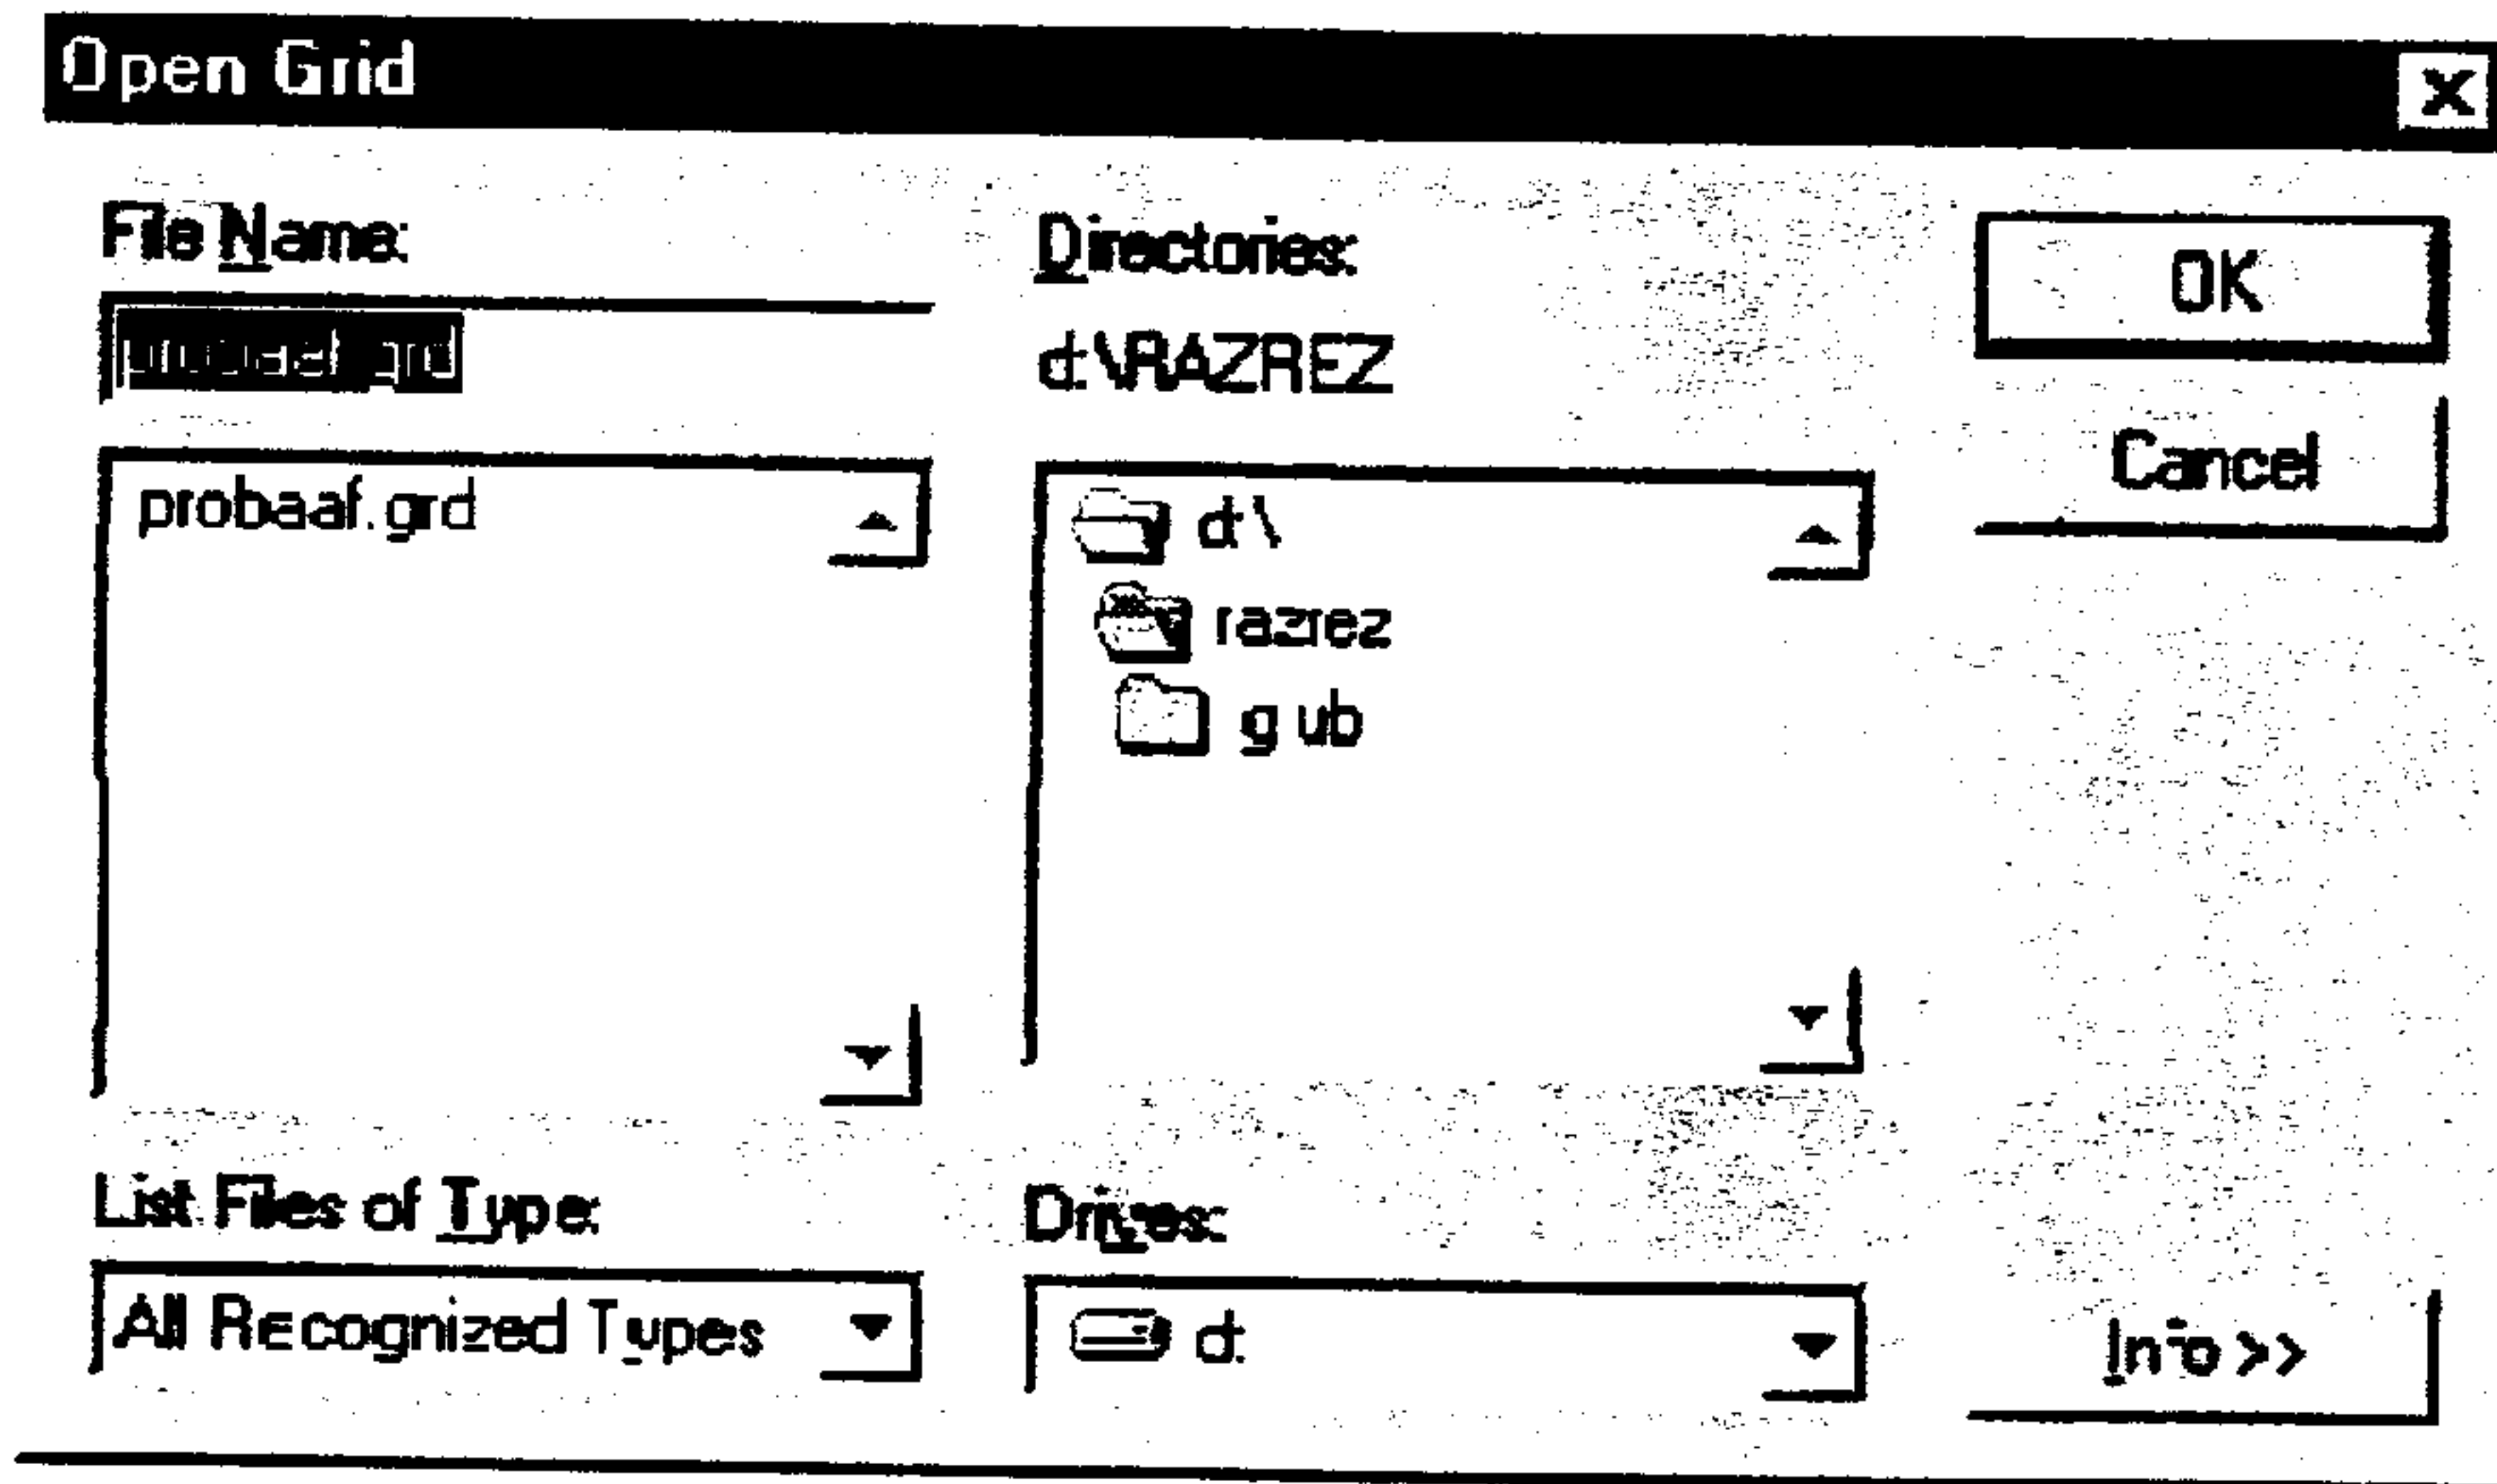 Open Grid
File Name:
Directories:
OK
d:\RAZREZ
Cancel
probaaf.grd
d:\
razrez
g ub
List Files of Type:
Drives:
All Recognized Types
d:
Info >>